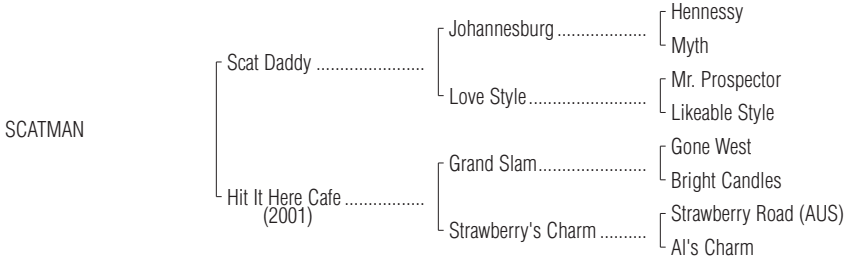 Hennessy
Johannesburg ...................
Myth
Scat Daddy .......................
Mr. Prospector
Love Style.........................
Likeable Style
SCATMAN
Gone West
Grand Slam.......................
Bright Candles
Hit It Here Cafe .................
(2001)
Strawberry Road (AUS)
Strawberry's Charm ..........
Al's Charm